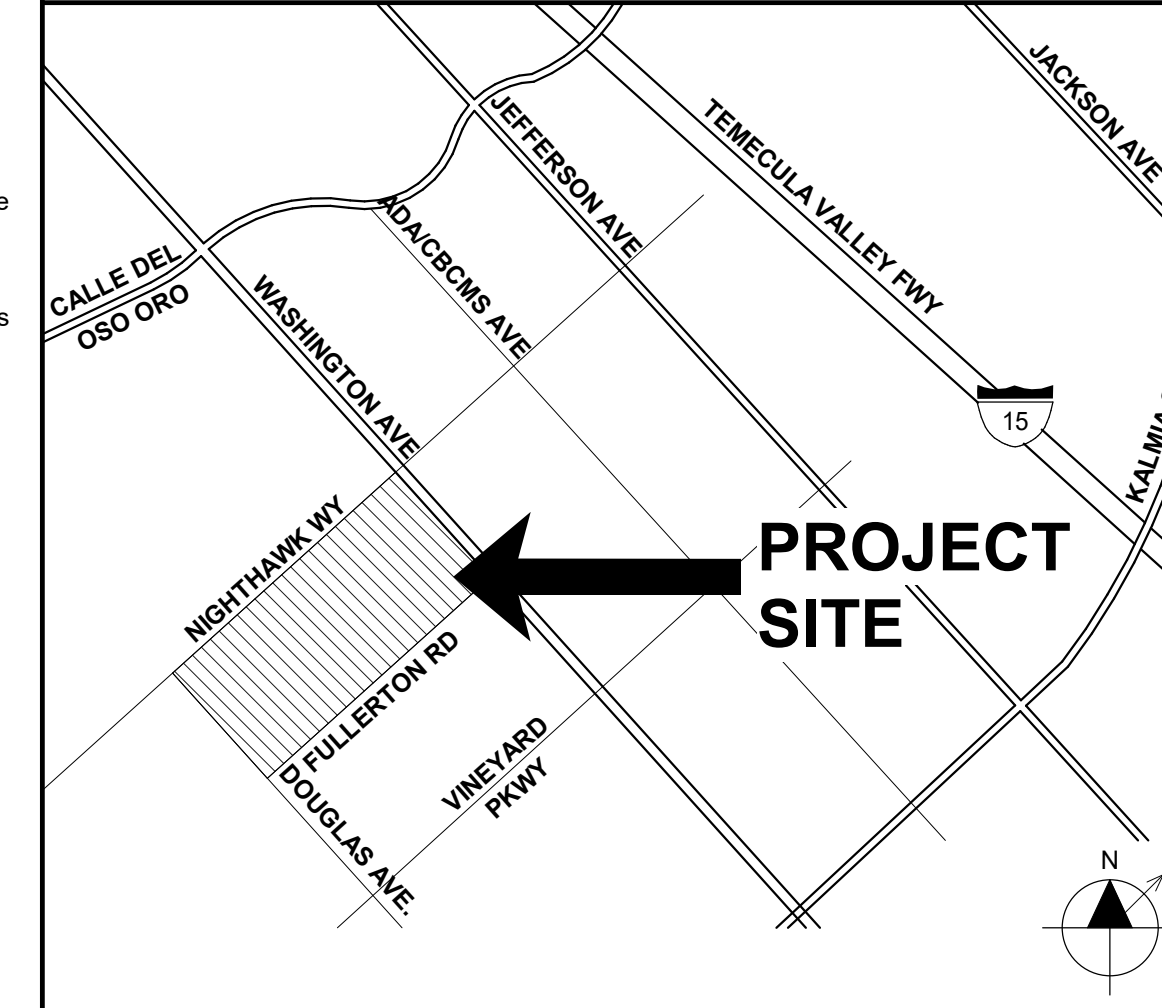 JACKSON AVE
TEMECULA VALLEY FWY
JEFFERSON AVE
e
ADA/CBCMS AVE
CALLE DEL
OSO ORO
s
WASHINGTON AVE
15
KALMIA
NIGHTHAWK WY
PROJECT
SITE
FULLERTON RD
VINEYARD
PKWY
DOUGLAS AVE.
N